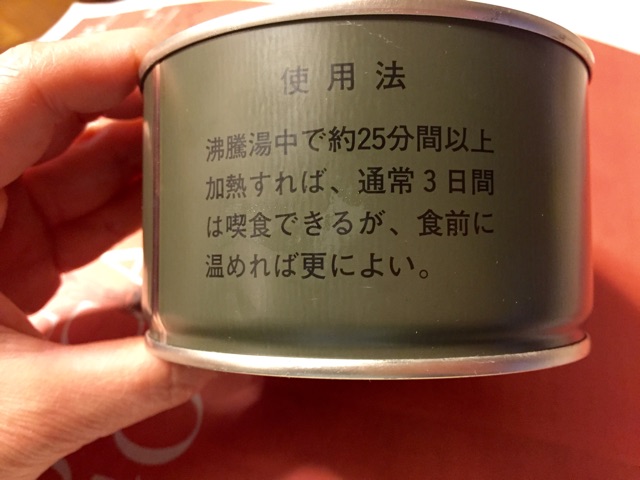 使用法
沸騰湯中で約25分間以上
加熱すれば、通常3日間
は喫食できるが、食前に
温めれば更によい。